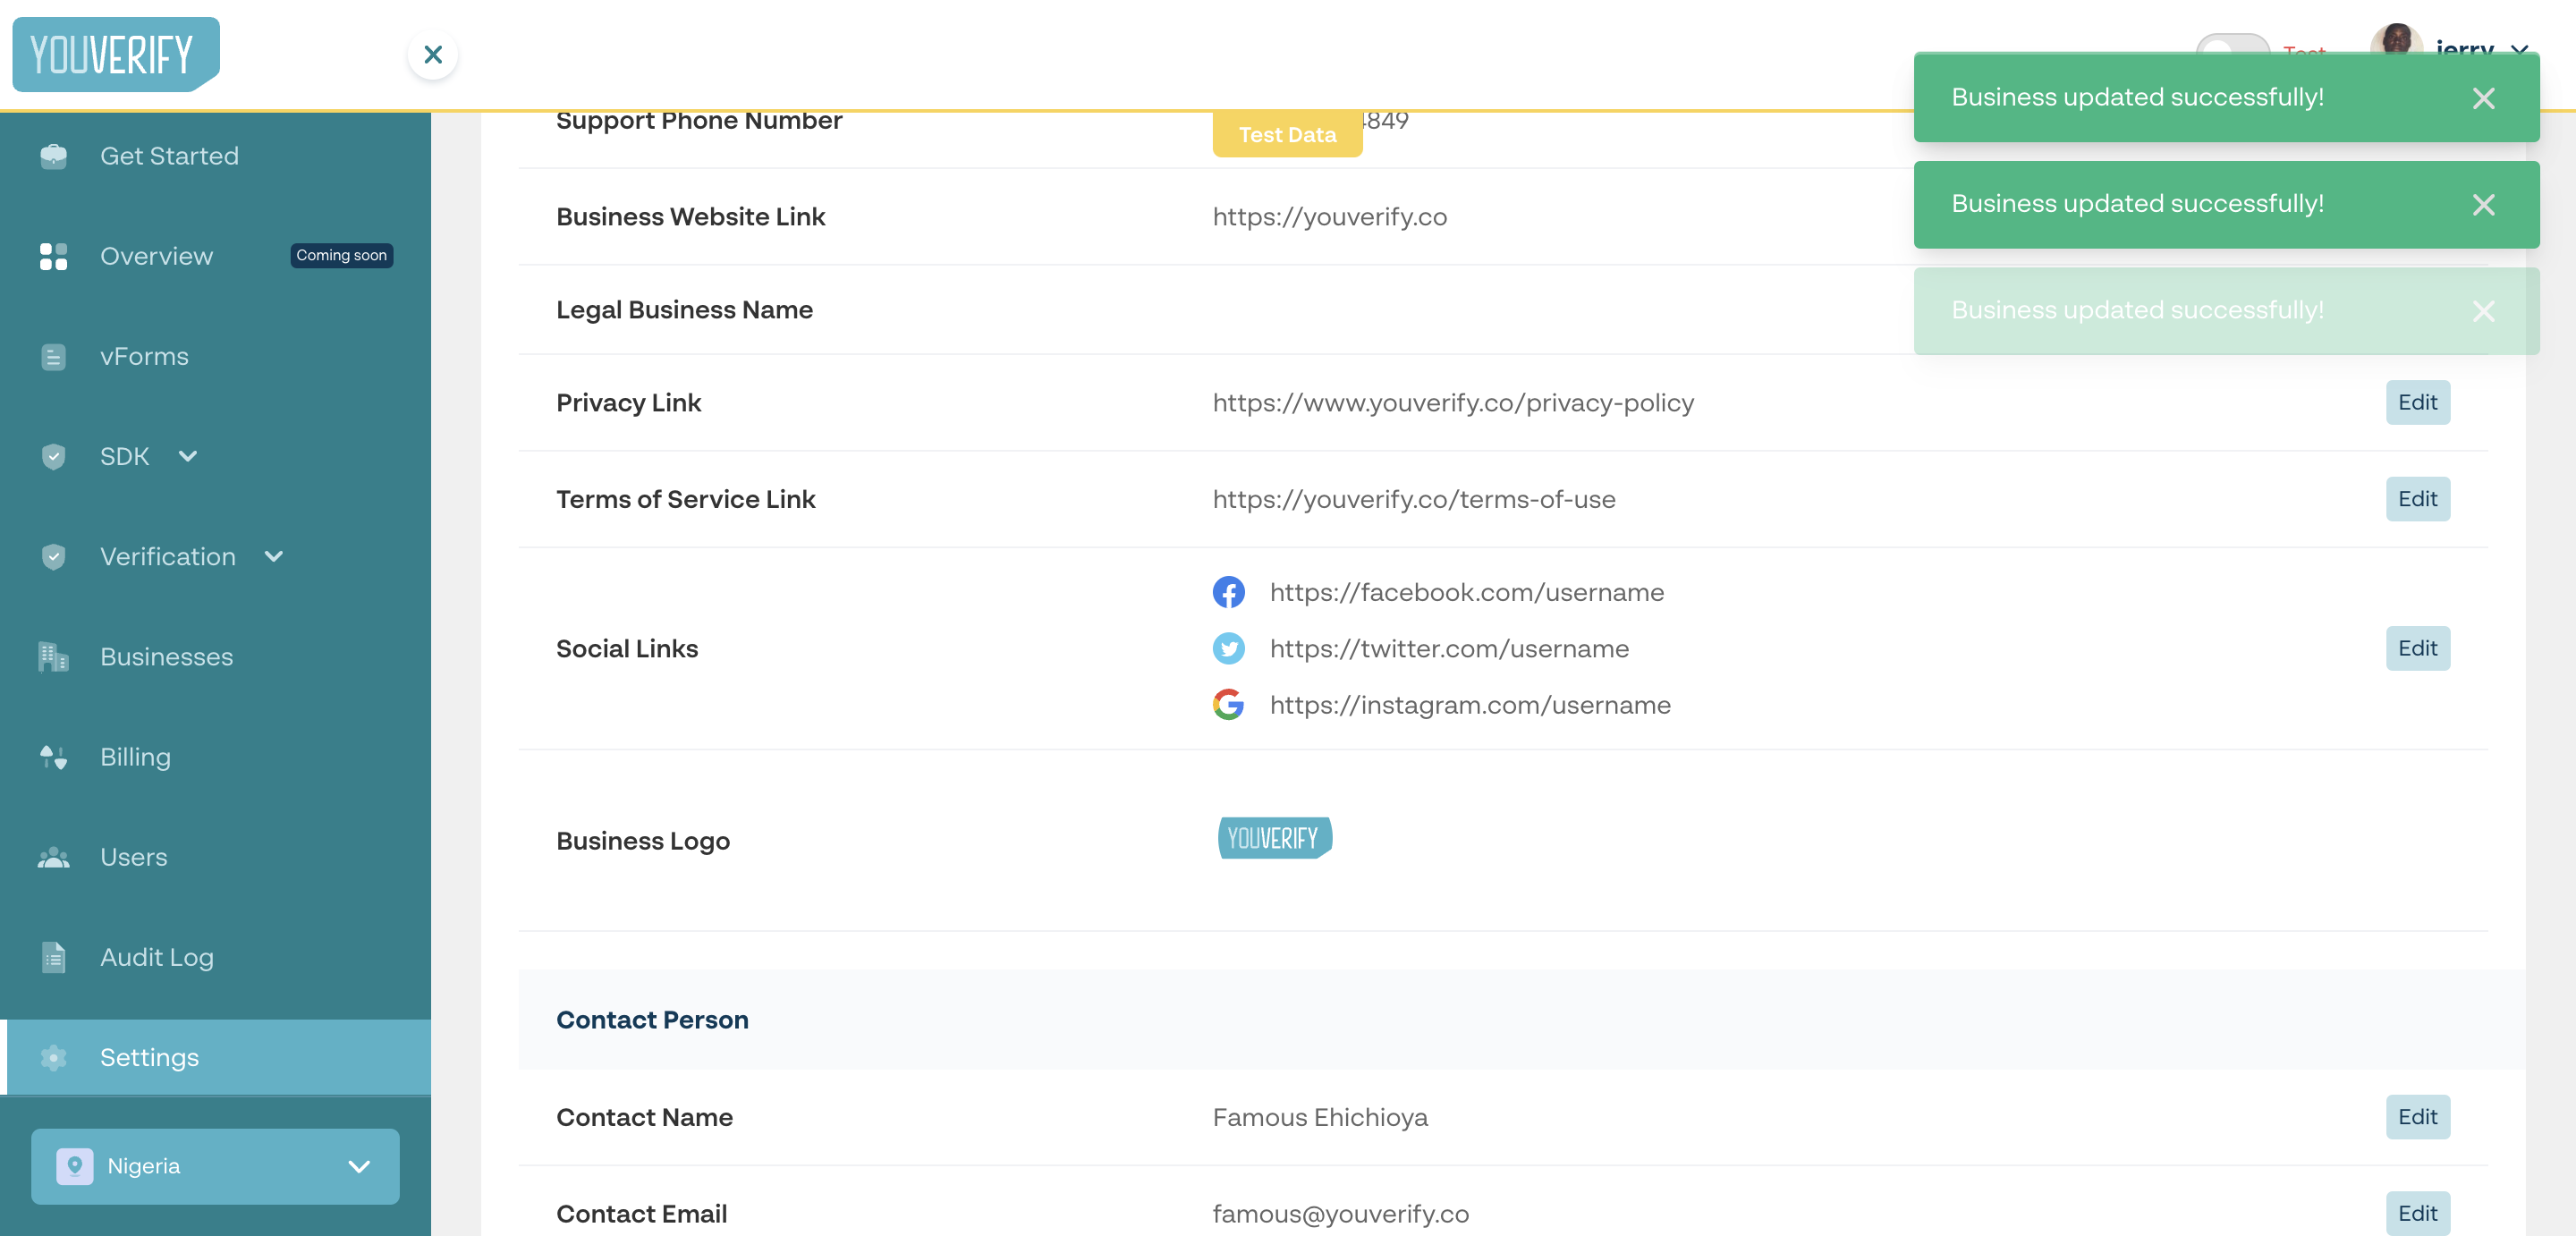 YOUVERIFY
Test
jerry
Business updated successfully!
Business updated successfully!
Business updated successfully!
Get Started
Overview
Coming soon
vForms
SDK
Verification
Businesses
Billing
Users
Audit Log
Settings
Nigeria
Support Phone Number
Test Data
4849
Business Website Link
https://youverify.co
Legal Business Name
Privacy Link
https://www.youverify.co/privacy-policy
Edit
Terms of Service Link
https://youverify.co/terms-of-use
Edit
Social Links
https://facebook.com/username
https://twitter.com/username
https://instagram.com/username
Edit
Business Logo
YOUVERIFY
Contact Person
Contact Name
Famous Ehichioya
Edit
Contact Email
famous@youverify.co
Edit